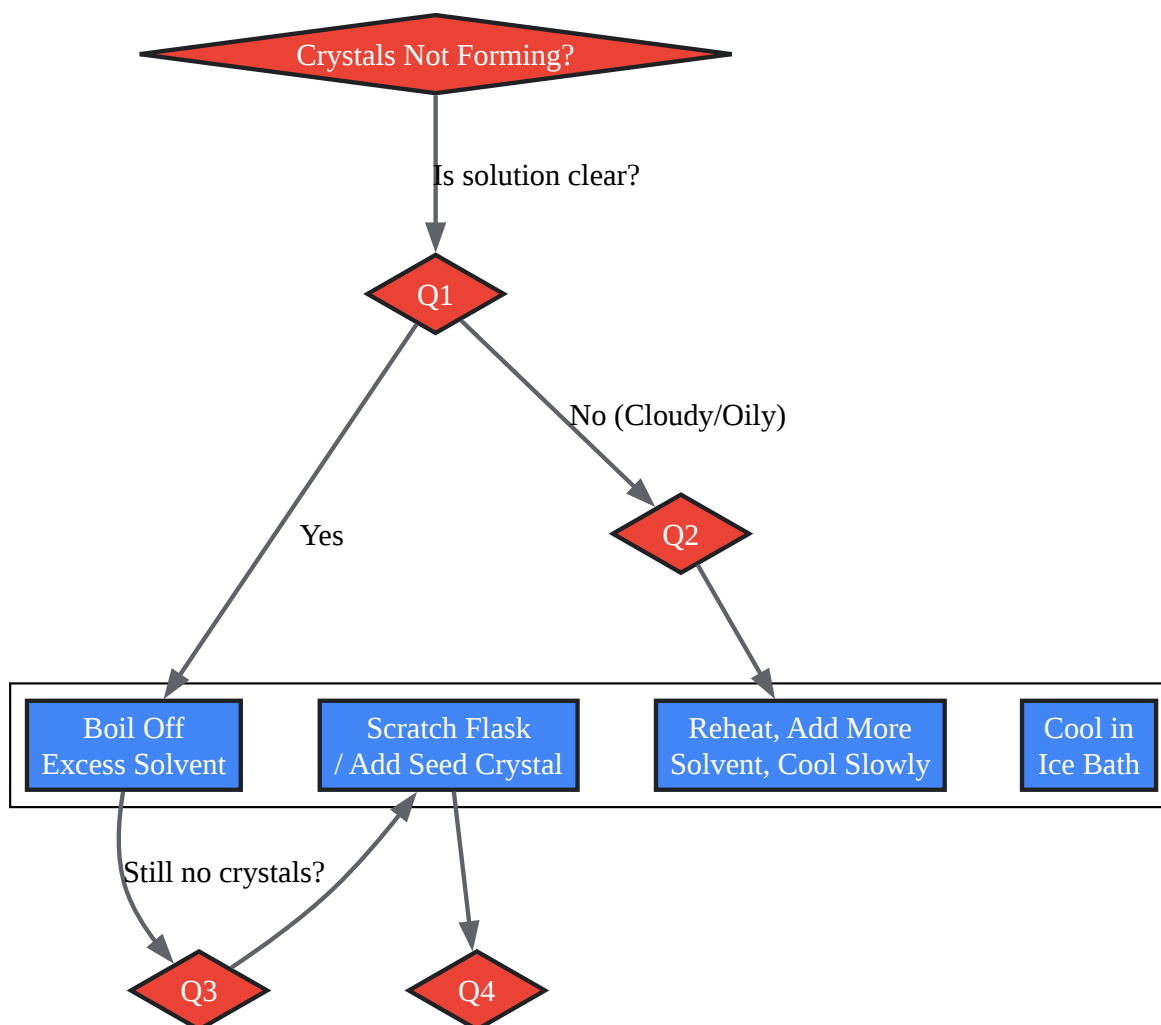 Crystals Not Forming?
Is solution clear?
Q1
No (Cloudy/Oily)
Yes
Q2
Boil Off
Excess Solvent
Scratch Flask
/ Add Seed Crystal
Reheat, Add More
Solvent, Cool Slowly
Cool in
Ice Bath
Still no crystals?
Q3
Q4